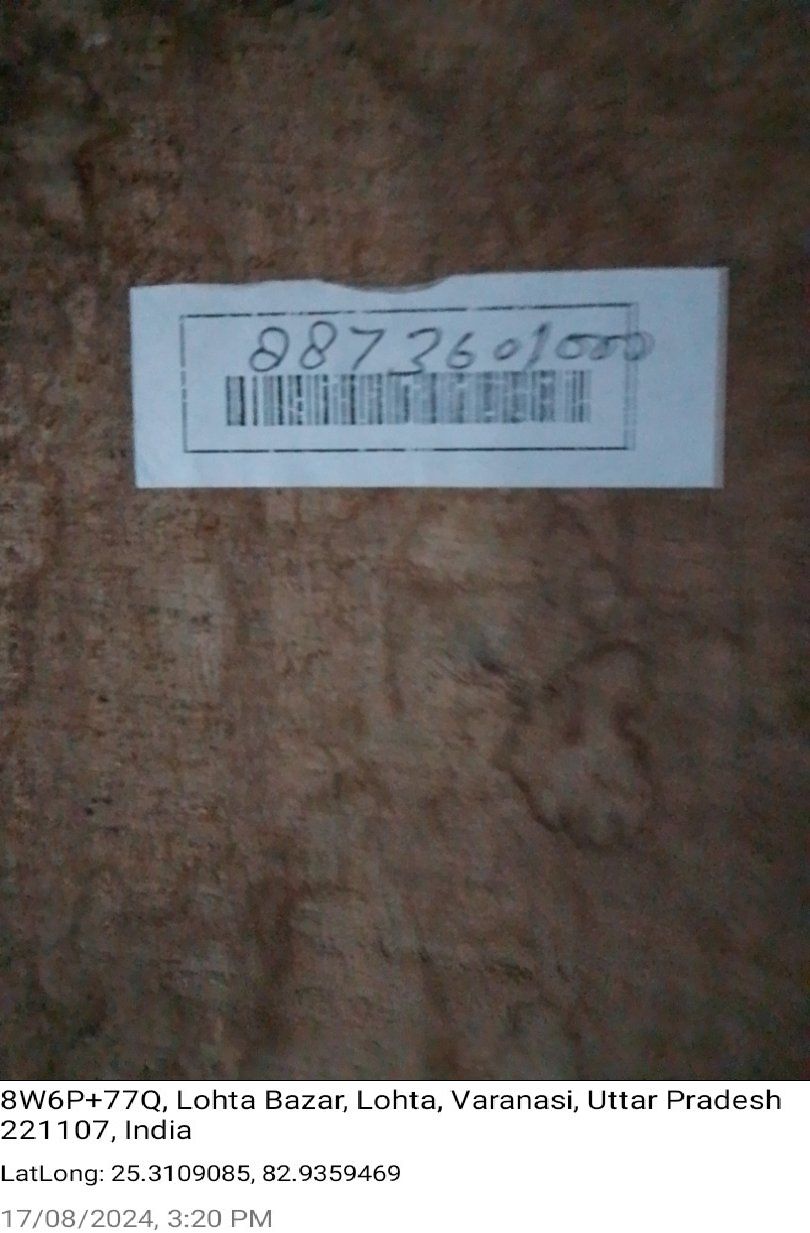 8873601000
8W6P+77Q, Lohta Bazar, Lohta, Varanasi, Uttar Pradesh
221107, India
LatLong: 25.3109085, 82.9359469
17/08/2024, 3:20 PM